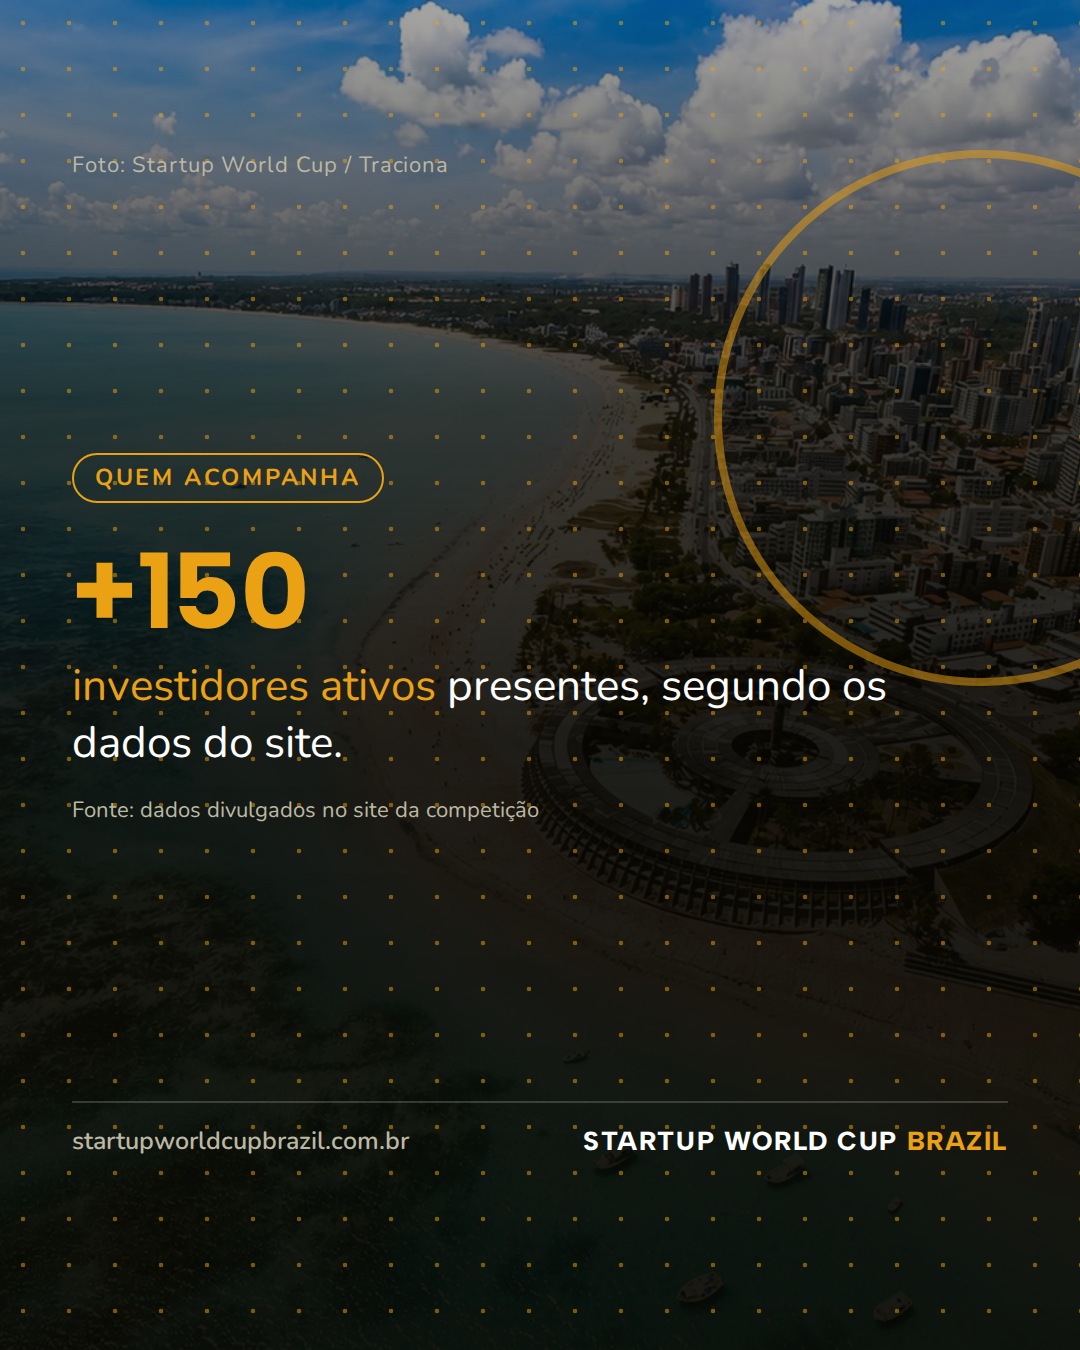 Foto: Startup World Cup / Traciona
QUEM ACOMPANHA
+150
investidores ativos presentes, segundo os
dados do site.
Fonte: dados divulgados no site da competição
startupworldcupbrazil.com.br
STARTUP WORLD CUP BRAZIL